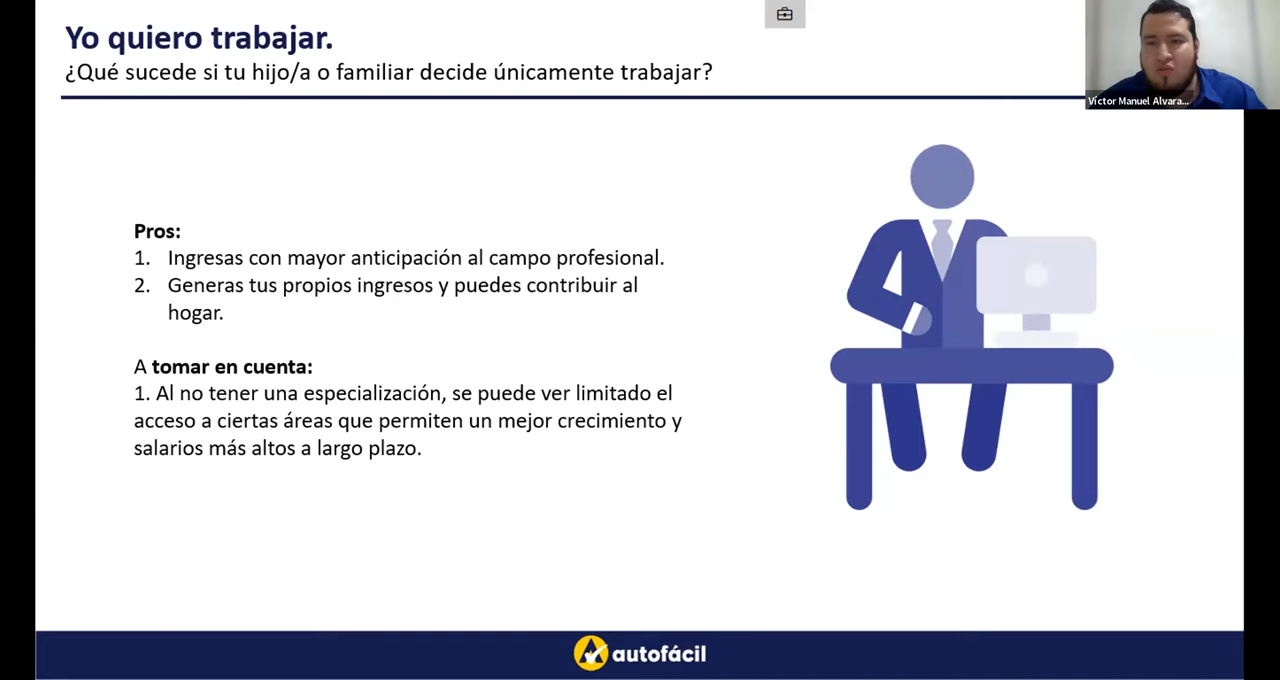 Yo quiero trabajar.
¿Qué sucede si tu hijo/a o familiar decide únicamente trabajar?
Víctor Manuel Alvara...
Pros:
1. Ingresas con mayor anticipación al campo profesional.
2. Generas tus propios ingresos y puedes contribuir al
hogar.
A tomar en cuenta:
1. Al no tener una especialización, se puede ver limitado el
acceso a ciertas áreas que permiten un mejor crecimiento y
salarios más altos a largo plazo.
autofácil